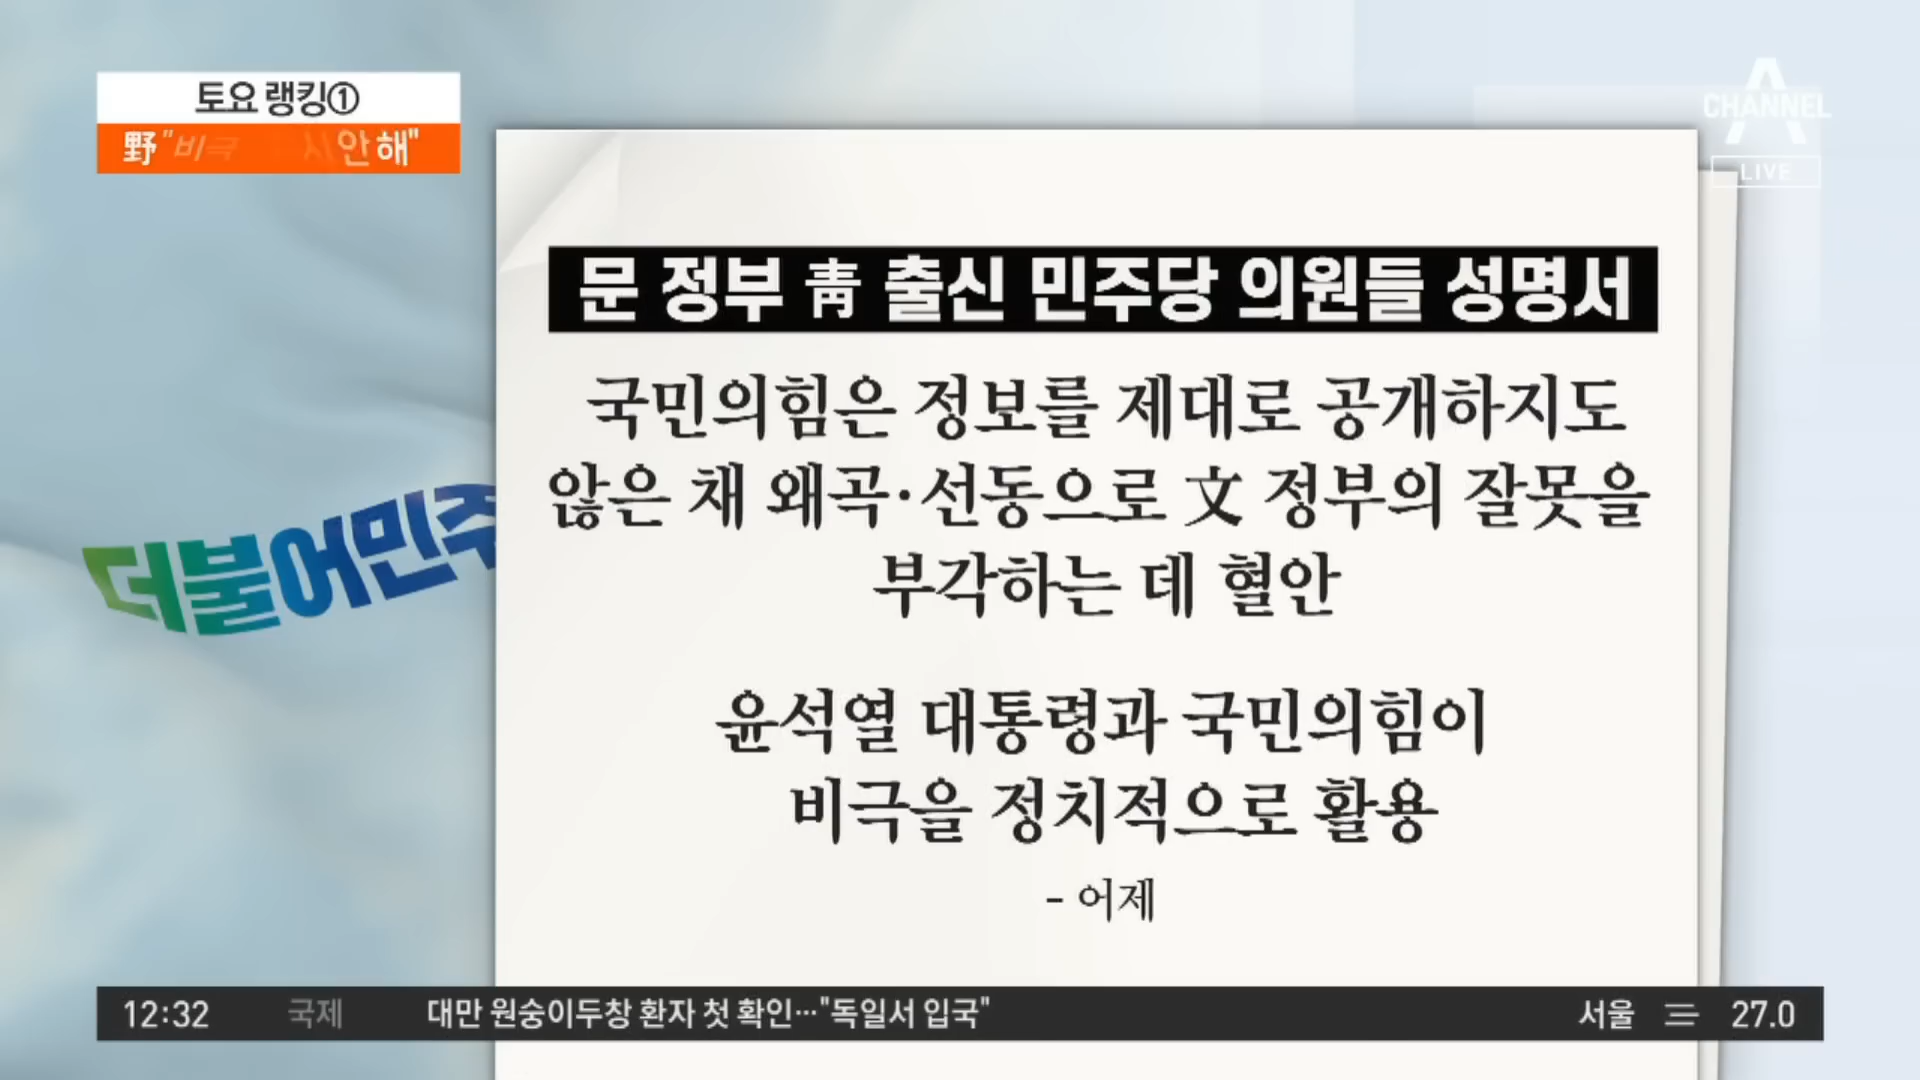 토요 랭킹①
野 "비극 안 해"
CHANNEL A
LIVE
문 정부 靑 출신 민주당 의원들 성명서
국민의힘은 정보를 제대로 공개하지도
않은 채 왜곡·선동으로 文 정부의 잘못을
부각하는 데 혈안
윤석열 대통령과 국민의힘이
비극을 정치적으로 활용
- 어제
더불어민주
12:32 국제 대만 원숭이두창 환자 첫 확인…"독일서 입국" 서울 27.0